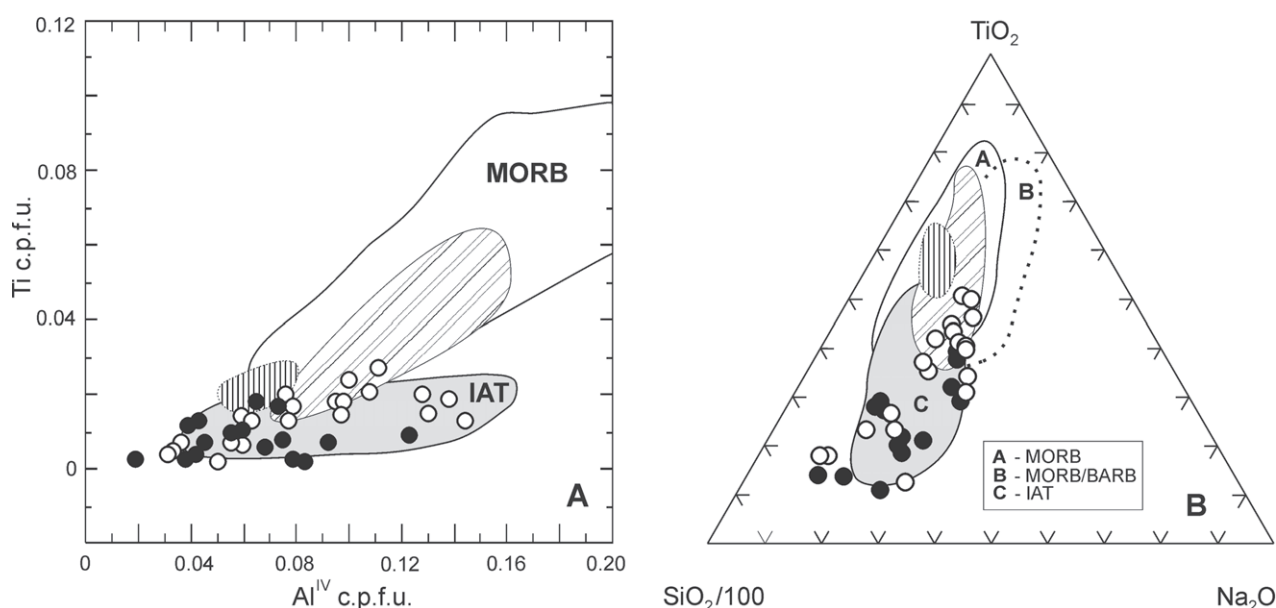 0.12
0.08
0.04
0
Ti c.p.f.u.
MORB
IAT
A
0
0.04
0.08
0.12
0.16
0.20
Al^IV c.p.f.u.
TiO₂
A
B
C
A - MORB
B - MORB/BARB
C - IAT
B
SiO₂/100
Na₂O